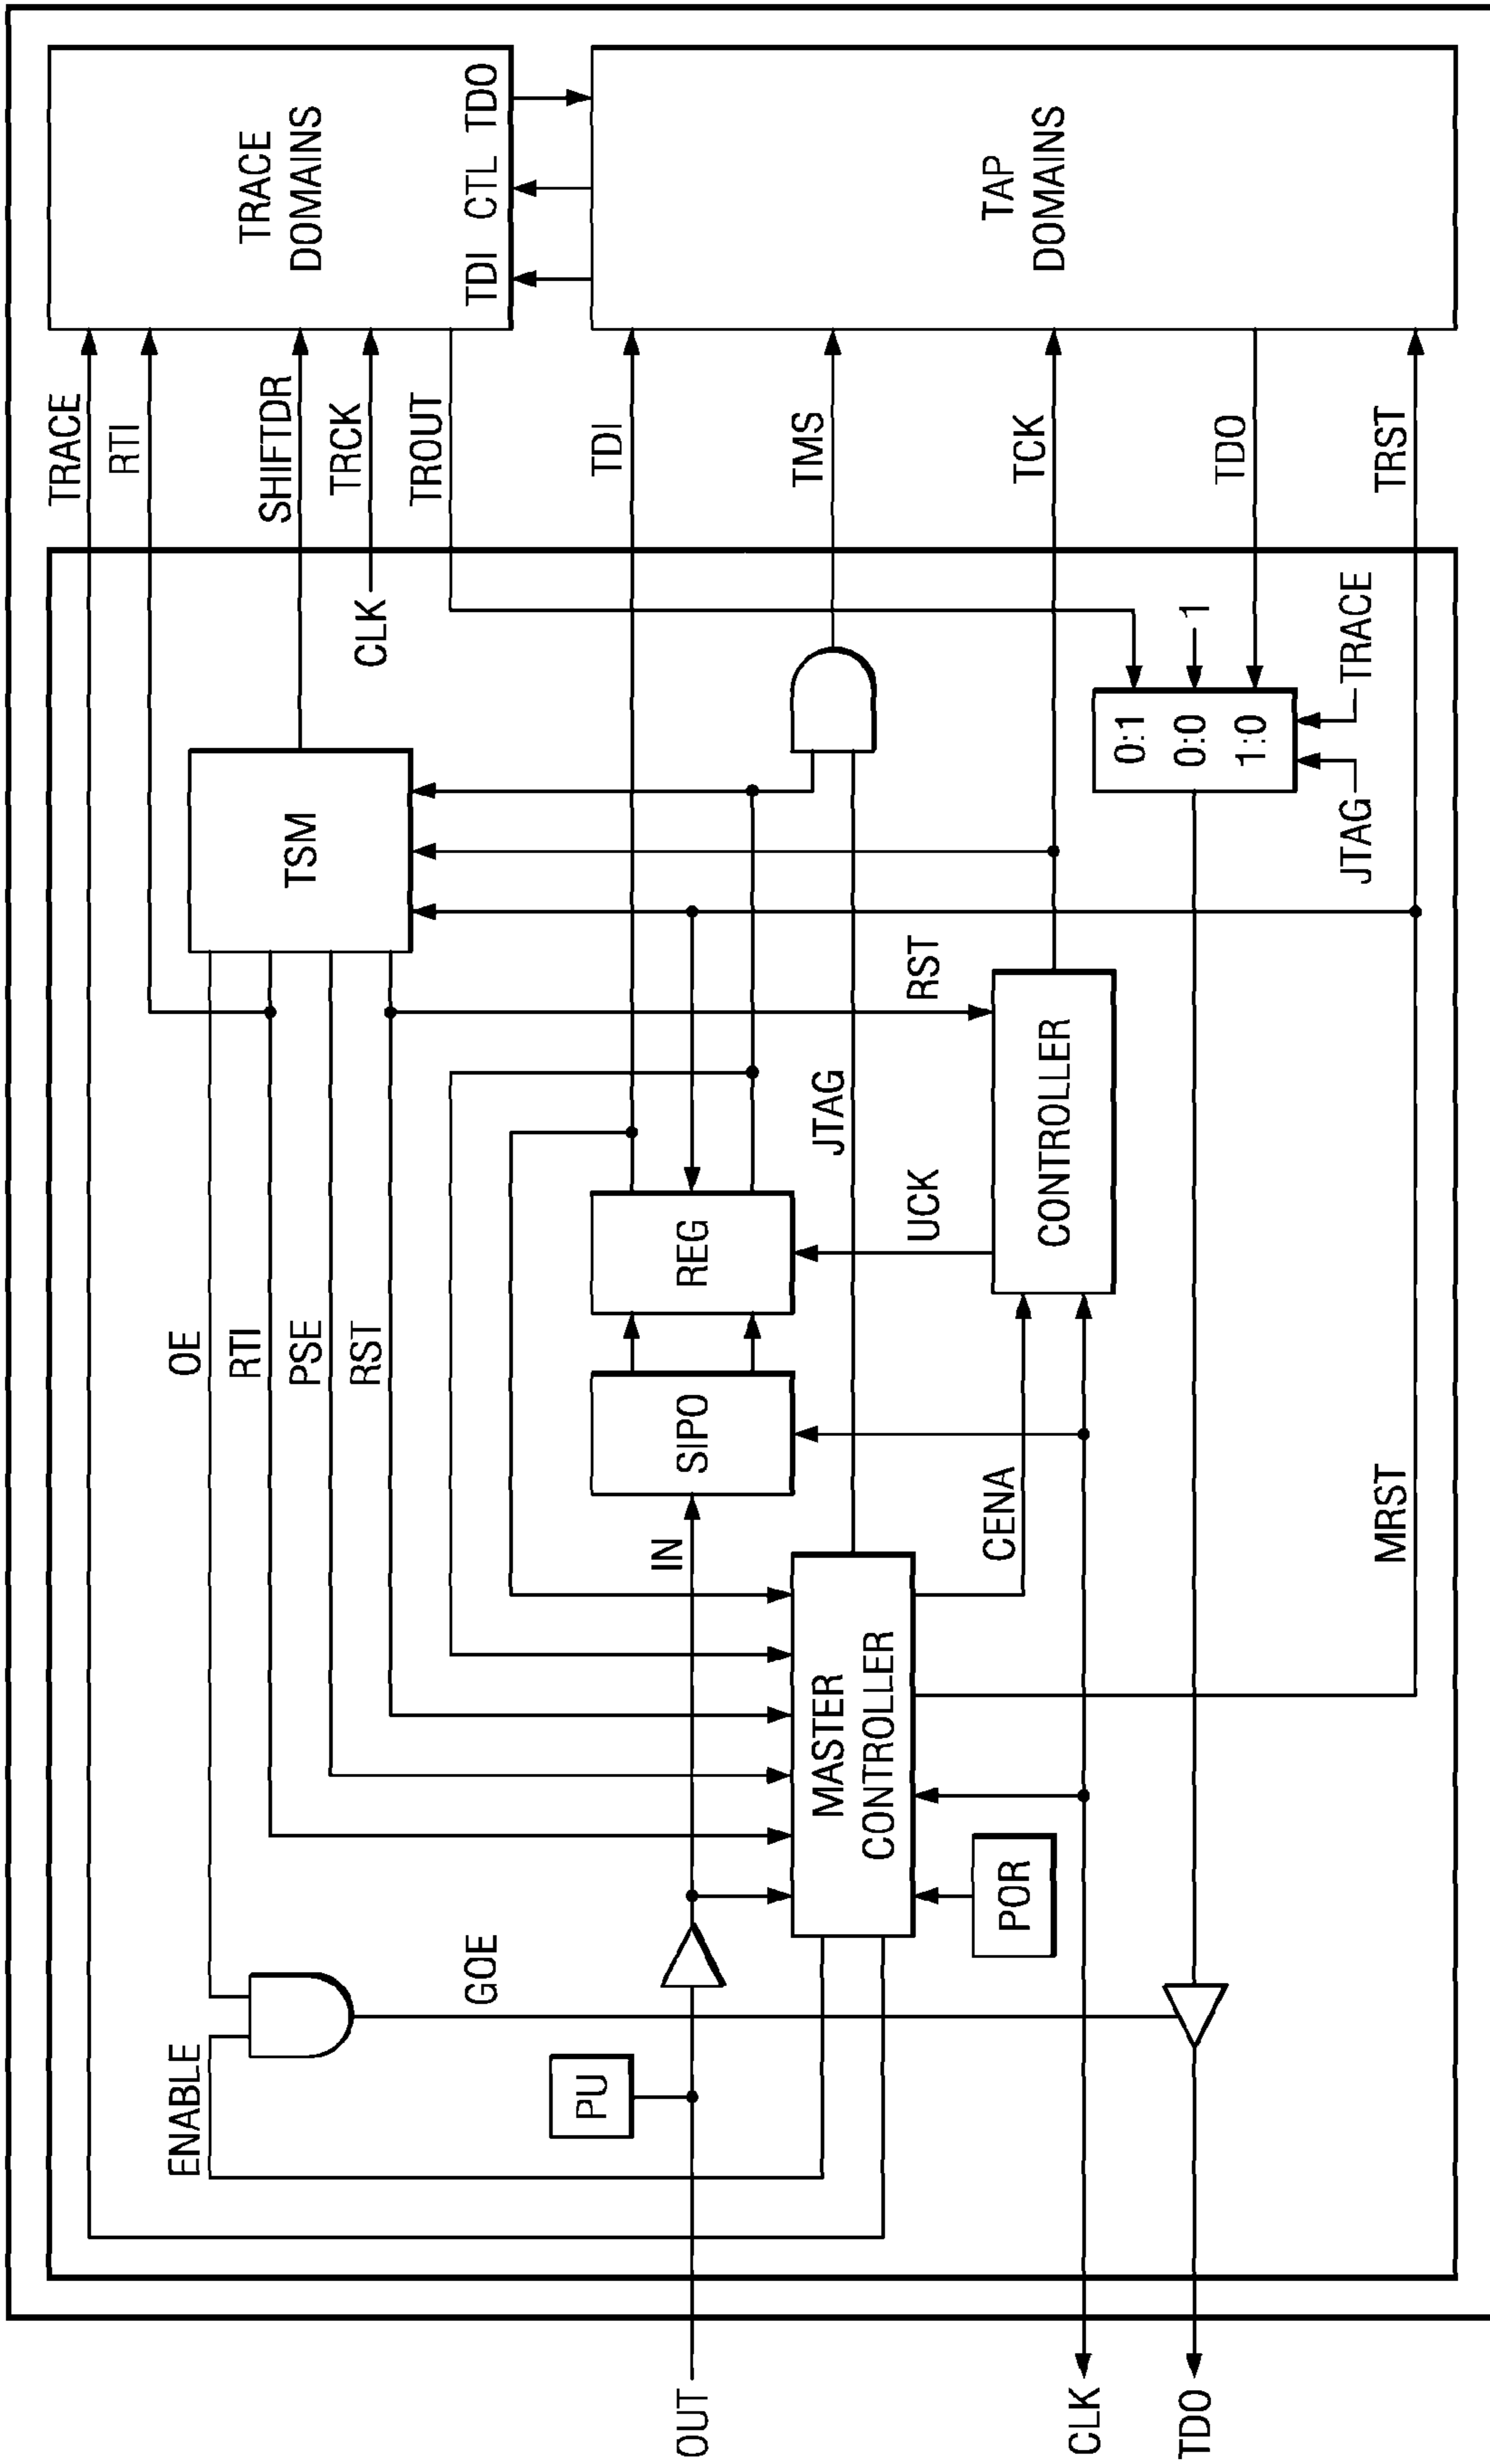 TRACE
RTI
ENABLE
OE
RTI
TRACE
DOMAINS
SHIFTDR
PSE
TSM
TRCK
RST
CLK
TROUT
GOE
TDI CTL TDO
PU
TDI
IN
OUT
SIPO
REG
TMS
MASTER
CONTROLLER
JTAG
UCK
RST
CENA
TAP
DOMAINS
POR
CONTROLLER
TCK
CLK
0:1
0:0
1:0
1
TDO
TDO
JTAG
TRACE
MRST
TRST